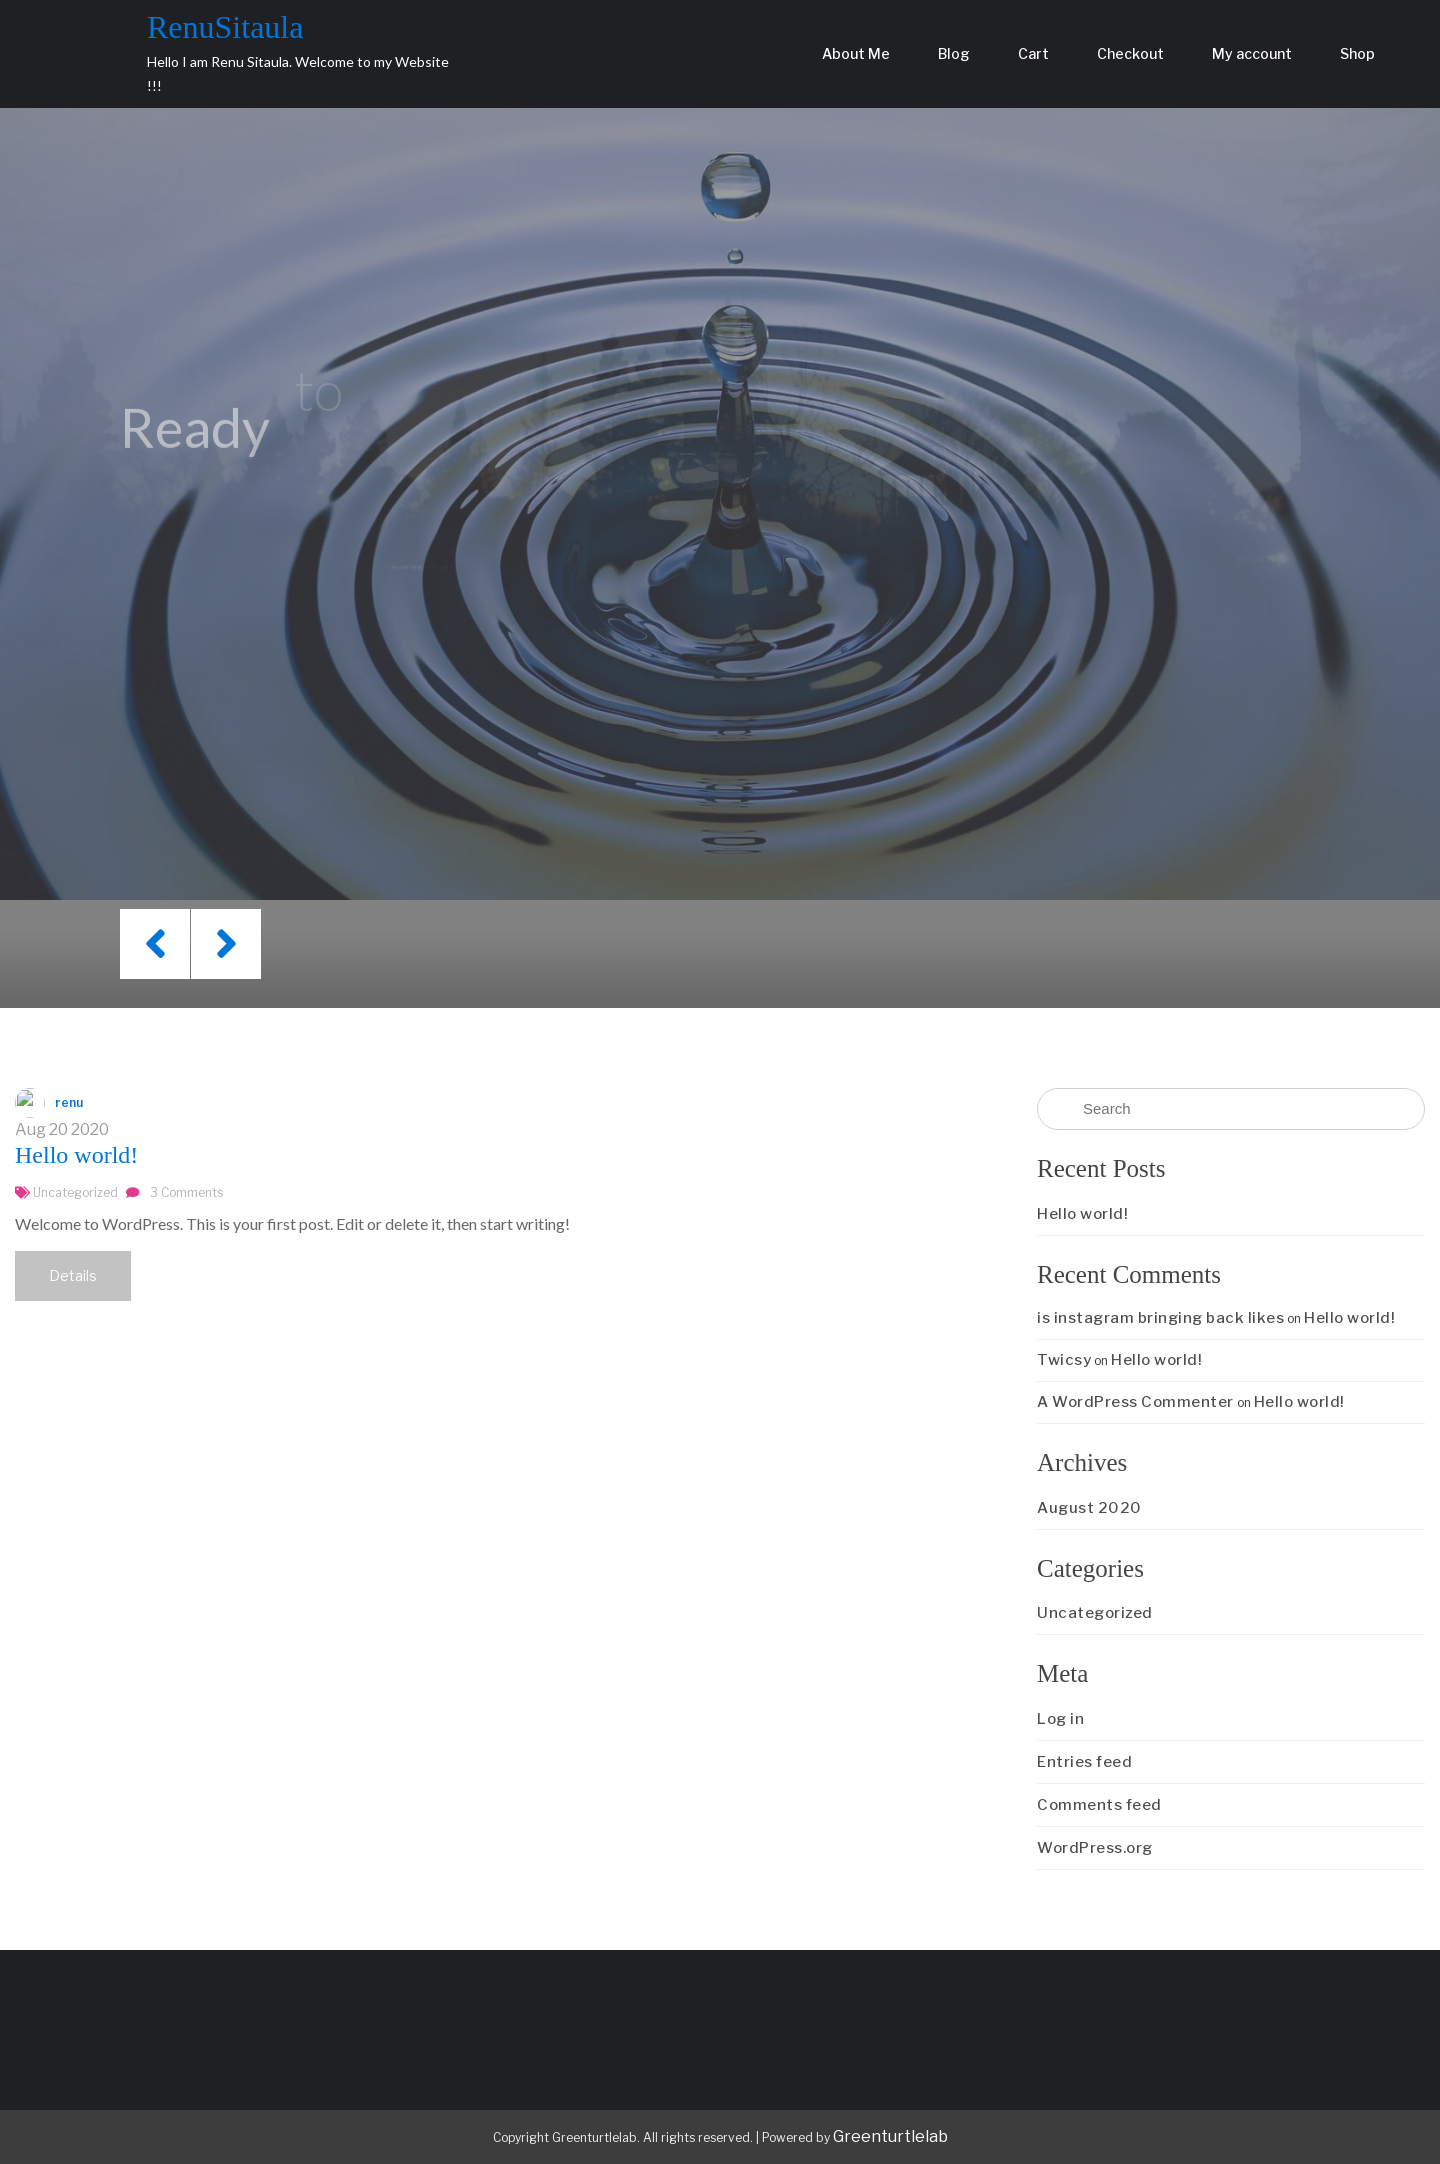 RenuSitaula
Hello I am Renu Sitaula. Welcome to my Website
!!!
About Me
Blog
Cart
Checkout
My account
Shop
Ready to
renu
Aug 20 2020
Hello world!
Uncategorized 3 Comments
Welcome to WordPress. This is your first post. Edit or delete it, then start writing!
Details
Search
Recent Posts
Hello world!
Recent Comments
is instagram bringing back likes on Hello world!
Twicsy on Hello world!
A WordPress Commenter on Hello world!
Archives
August 2020
Categories
Uncategorized
Meta
Log in
Entries feed
Comments feed
WordPress.org
Copyright Greenturtlelab. All rights reserved. | Powered by Greenturtlelab